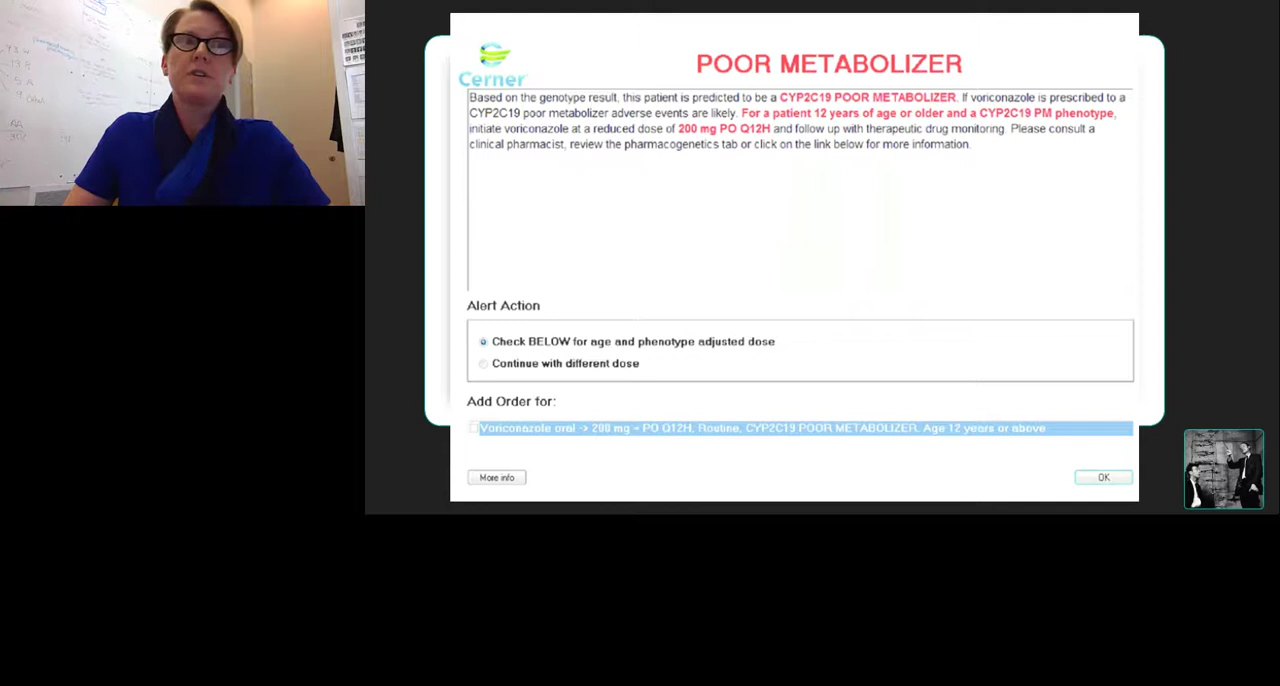 Cerner
POOR METABOLIZER
Based on the genotype result, this patient is predicted to be a CYP2C19 POOR METABOLIZER. If voriconazole is prescribed to a
CYP2C19 poor metabolizer adverse events are likely. For a patient 12 years of age or older and a CYP2C19 PM phenotype,
initiate voriconazole at a reduced dose of 200 mg PO Q12H and follow up with therapeutic drug monitoring. Please consult a
clinical pharmacist, review the pharmacogenetics tab or click on the link below for more information.
Alert Action
Check BELOW for age and phenotype adjusted dose
Continue with different dose
Add Order for:
Voriconazole oral -> 200 mg = PO Q12H, Routine, CYP2C19 POOR METABOLIZER. Age 12 years or above
More info
OK